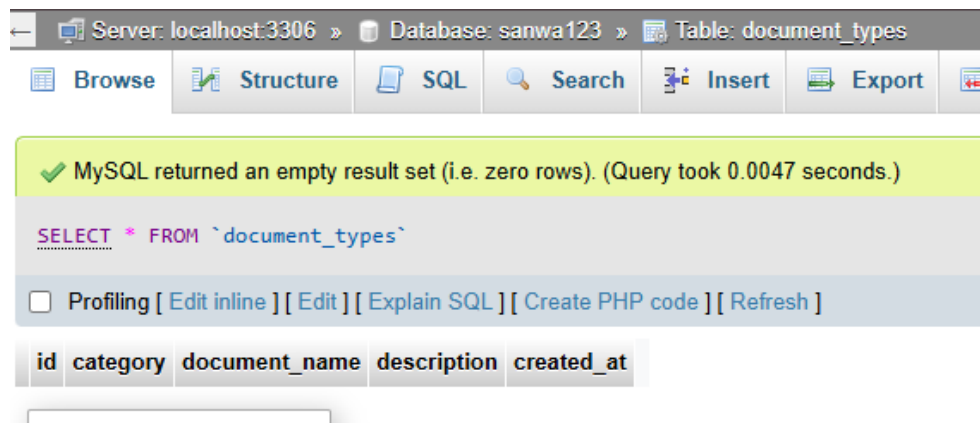 ← Server: localhost:3306 » Database: sanwa123 » Table: document_types
Browse Structure SQL Search Insert Export
MySQL returned an empty result set (i.e. zero rows). (Query took 0.0047 seconds.)
SELECT * FROM `document_types`
Profiling [ Edit inline ] [ Edit ] [ Explain SQL ] [ Create PHP code ] [ Refresh ]
id category document_name description created_at